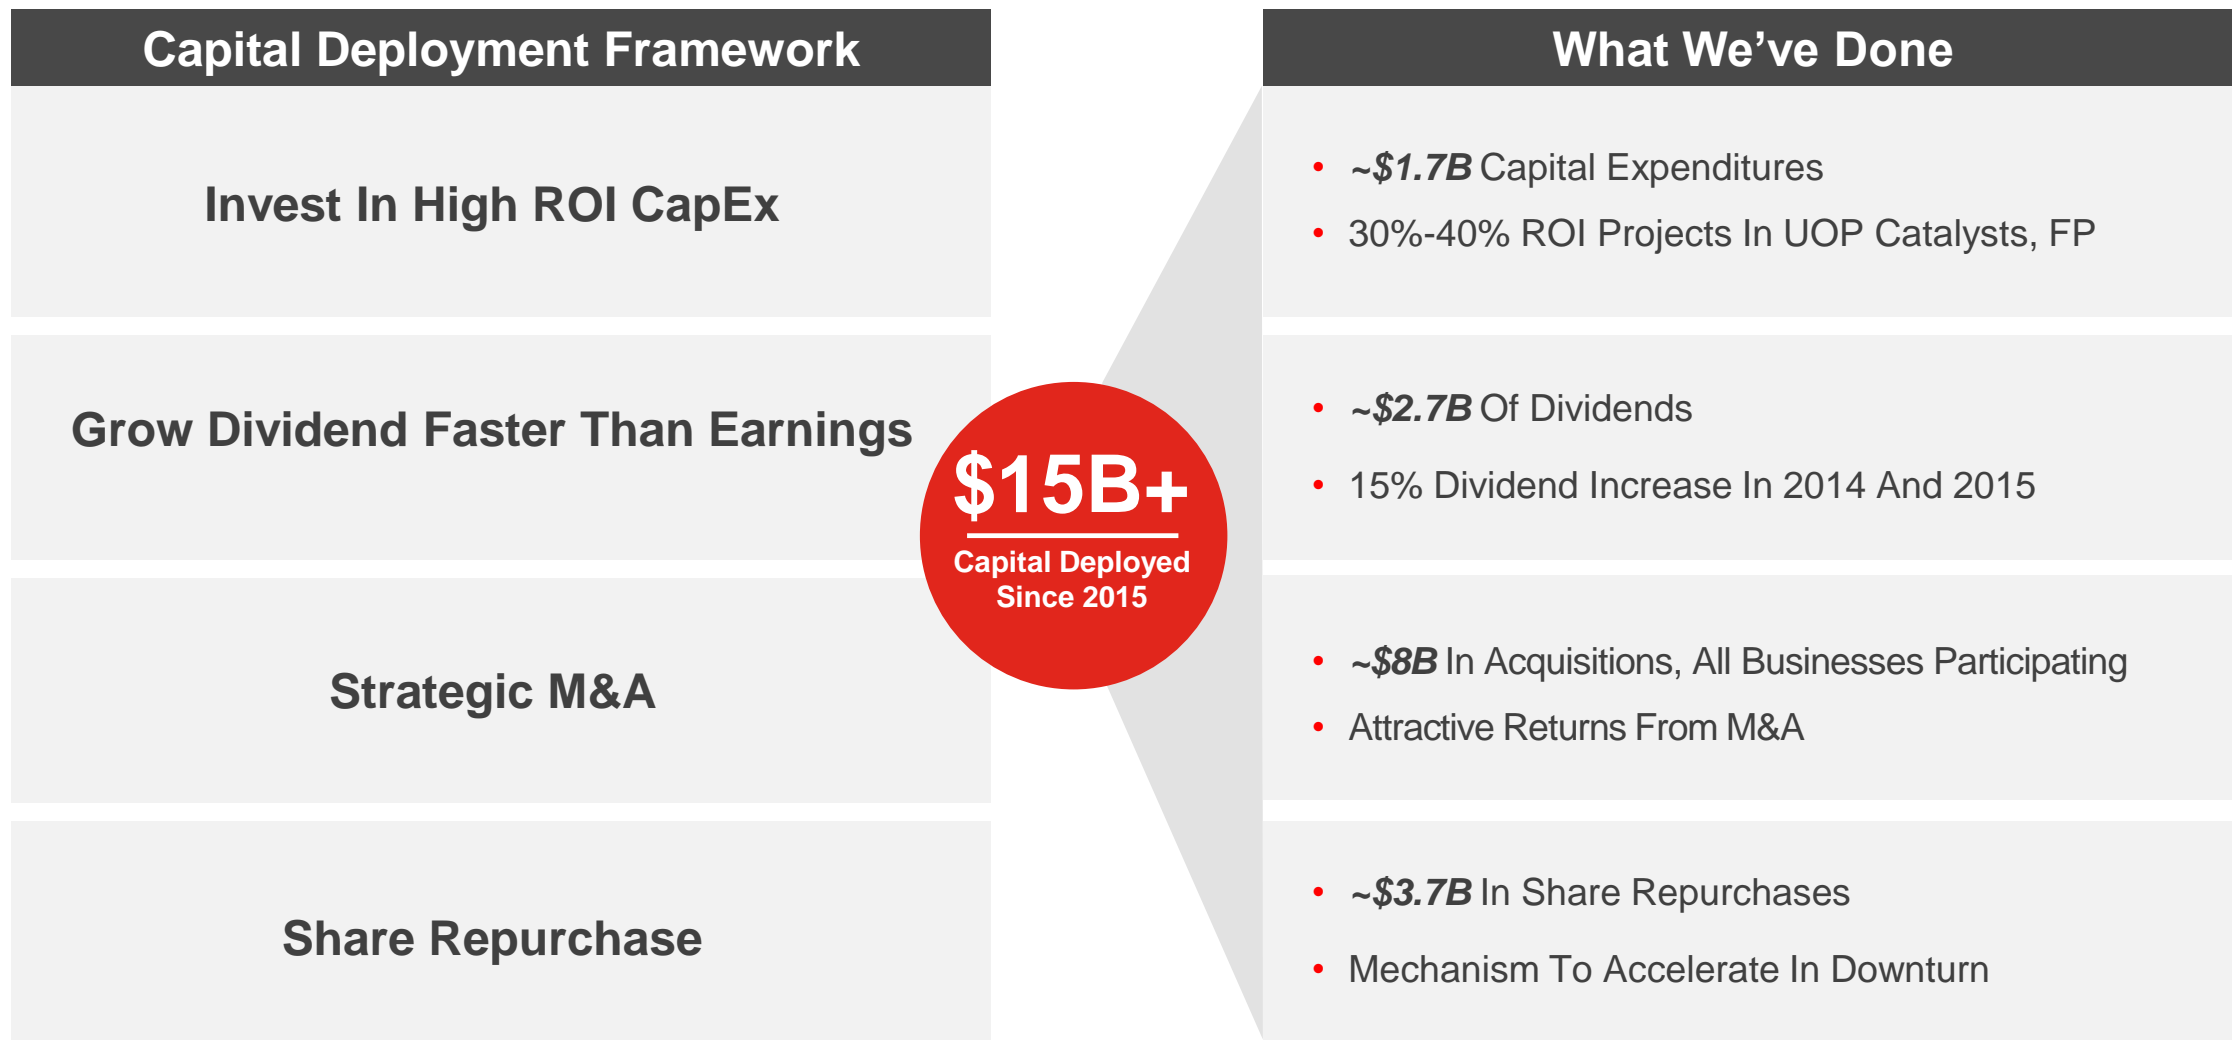 Capital Deployment Framework
Invest In High ROI CapEx
Grow Dividend Faster Than Earnings
Strategic M&A
Share Repurchase
$15B+
Capital Deployed
Since 2015
What We’ve Done
• ~$1.7B Capital Expenditures
• 30%-40% ROI Projects In UOP Catalysts, FP
• ~$2.7B Of Dividends
• 15% Dividend Increase In 2014 And 2015
• ~$8B In Acquisitions, All Businesses Participating
• Attractive Returns From M&A
• ~$3.7B In Share Repurchases
• Mechanism To Accelerate In Downturn